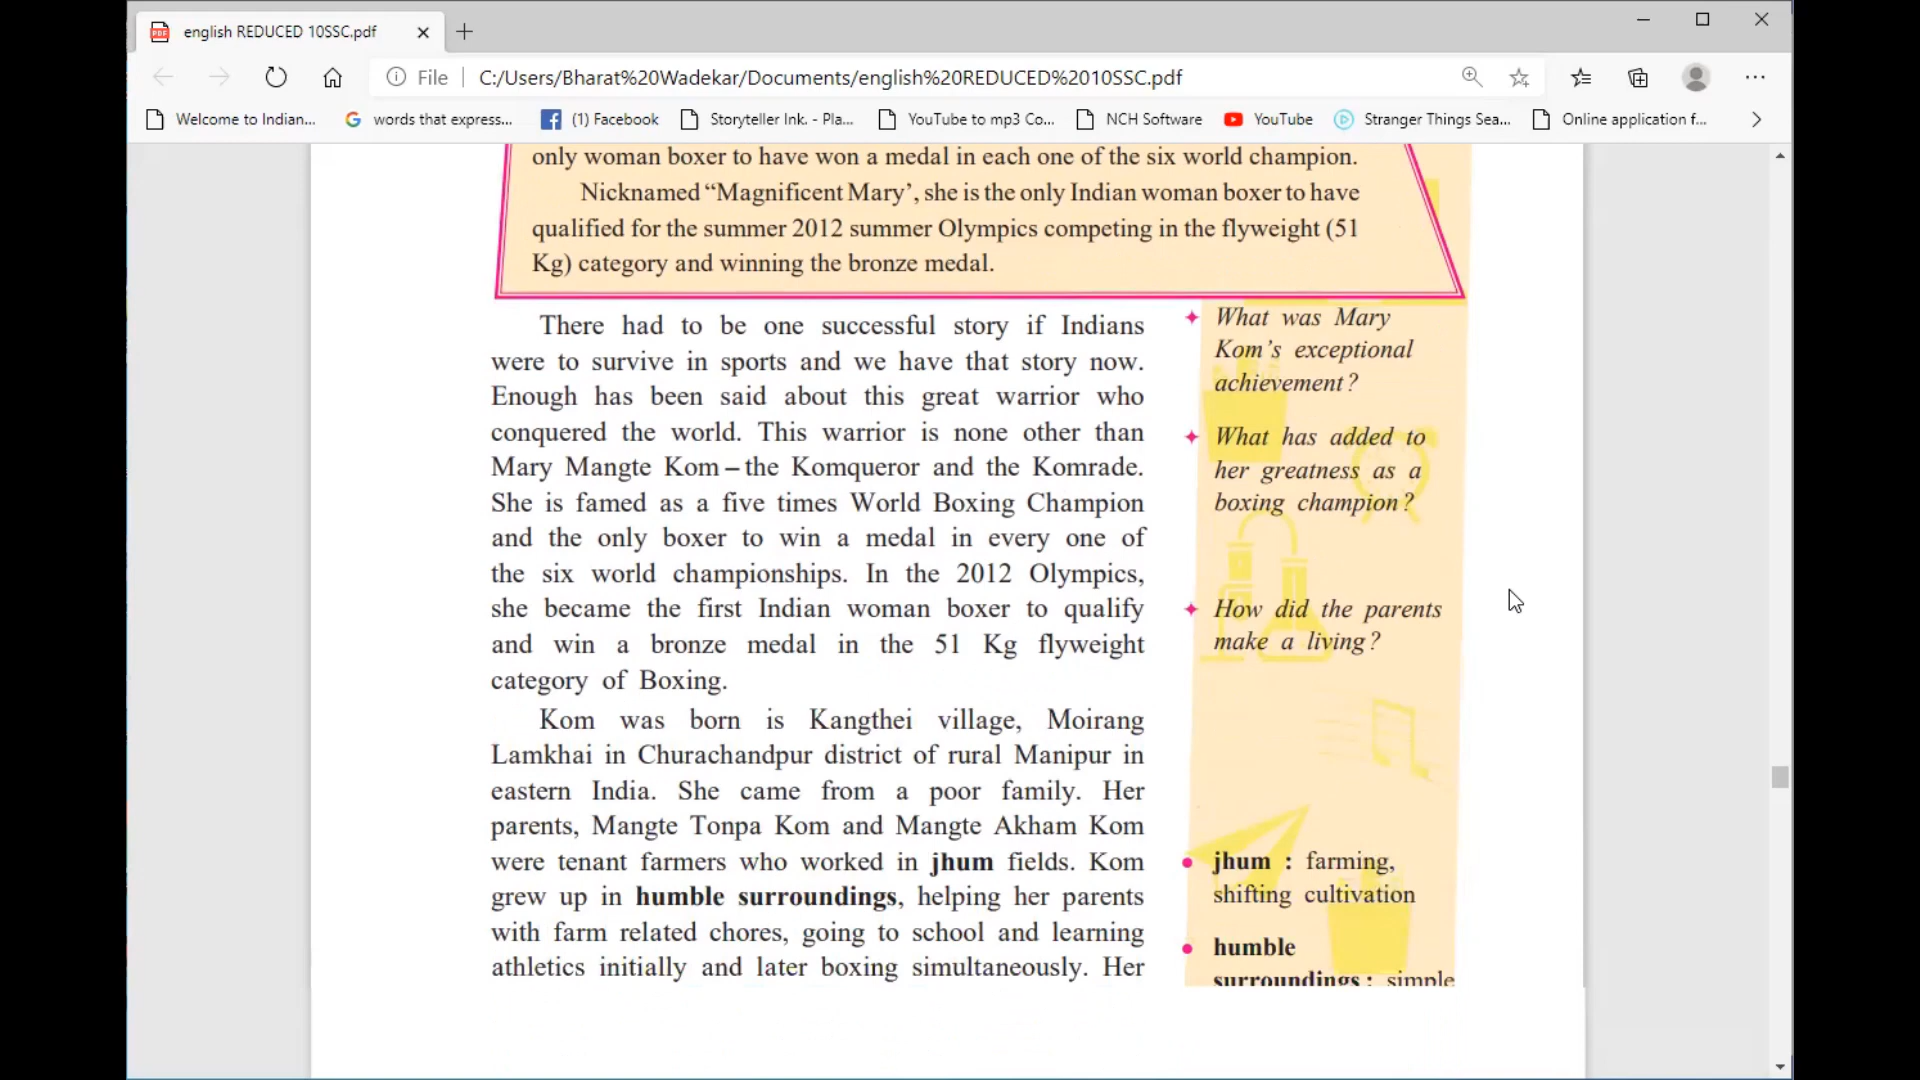 english REDUCED 10SSC.pdf
File C:/Users/Bharat%20Wadekar/Documents/english%20REDUCED%2010SSC.pdf
Welcome to Indian... words that express... (1) Facebook Storyteller Ink. - Pla... YouTube to mp3 Co... NCH Software YouTube Stranger Things Sea... Online application f...
only woman boxer to have won a medal in each one of the six world champion.
Nicknamed “Magnificent Mary’, she is the only Indian woman boxer to have
qualified for the summer 2012 summer Olympics competing in the flyweight (51
Kg) category and winning the bronze medal.
There had to be one successful story if Indians
were to survive in sports and we have that story now.
Enough has been said about this great warrior who
conquered the world. This warrior is none other than
Mary Mangte Kom – the Komqueror and the Komrade.
She is famed as a five times World Boxing Champion
and the only boxer to win a medal in every one of
the six world championships. In the 2012 Olympics,
she became the first Indian woman boxer to qualify
and win a bronze medal in the 51 Kg flyweight
category of Boxing.
Kom was born is Kangthei village, Moirang
Lamkhai in Churachandpur district of rural Manipur in
eastern India. She came from a poor family. Her
parents, Mangte Tonpa Kom and Mangte Akham Kom
were tenant farmers who worked in jhum fields. Kom
grew up in humble surroundings, helping her parents
with farm related chores, going to school and learning
athletics initially and later boxing simultaneously. Her
What was Mary
Kom’s exceptional
achievement?
What has added to
her greatness as a
boxing champion?
How did the parents
make a living?
jhum : farming,
shifting cultivation
humble
surroundings : simple